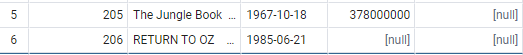 5 205 The Jungle Book ... 1967-10-18 378000000 [null]
6 206 RETURN TO OZ ... 1985-06-21 [null] [null]